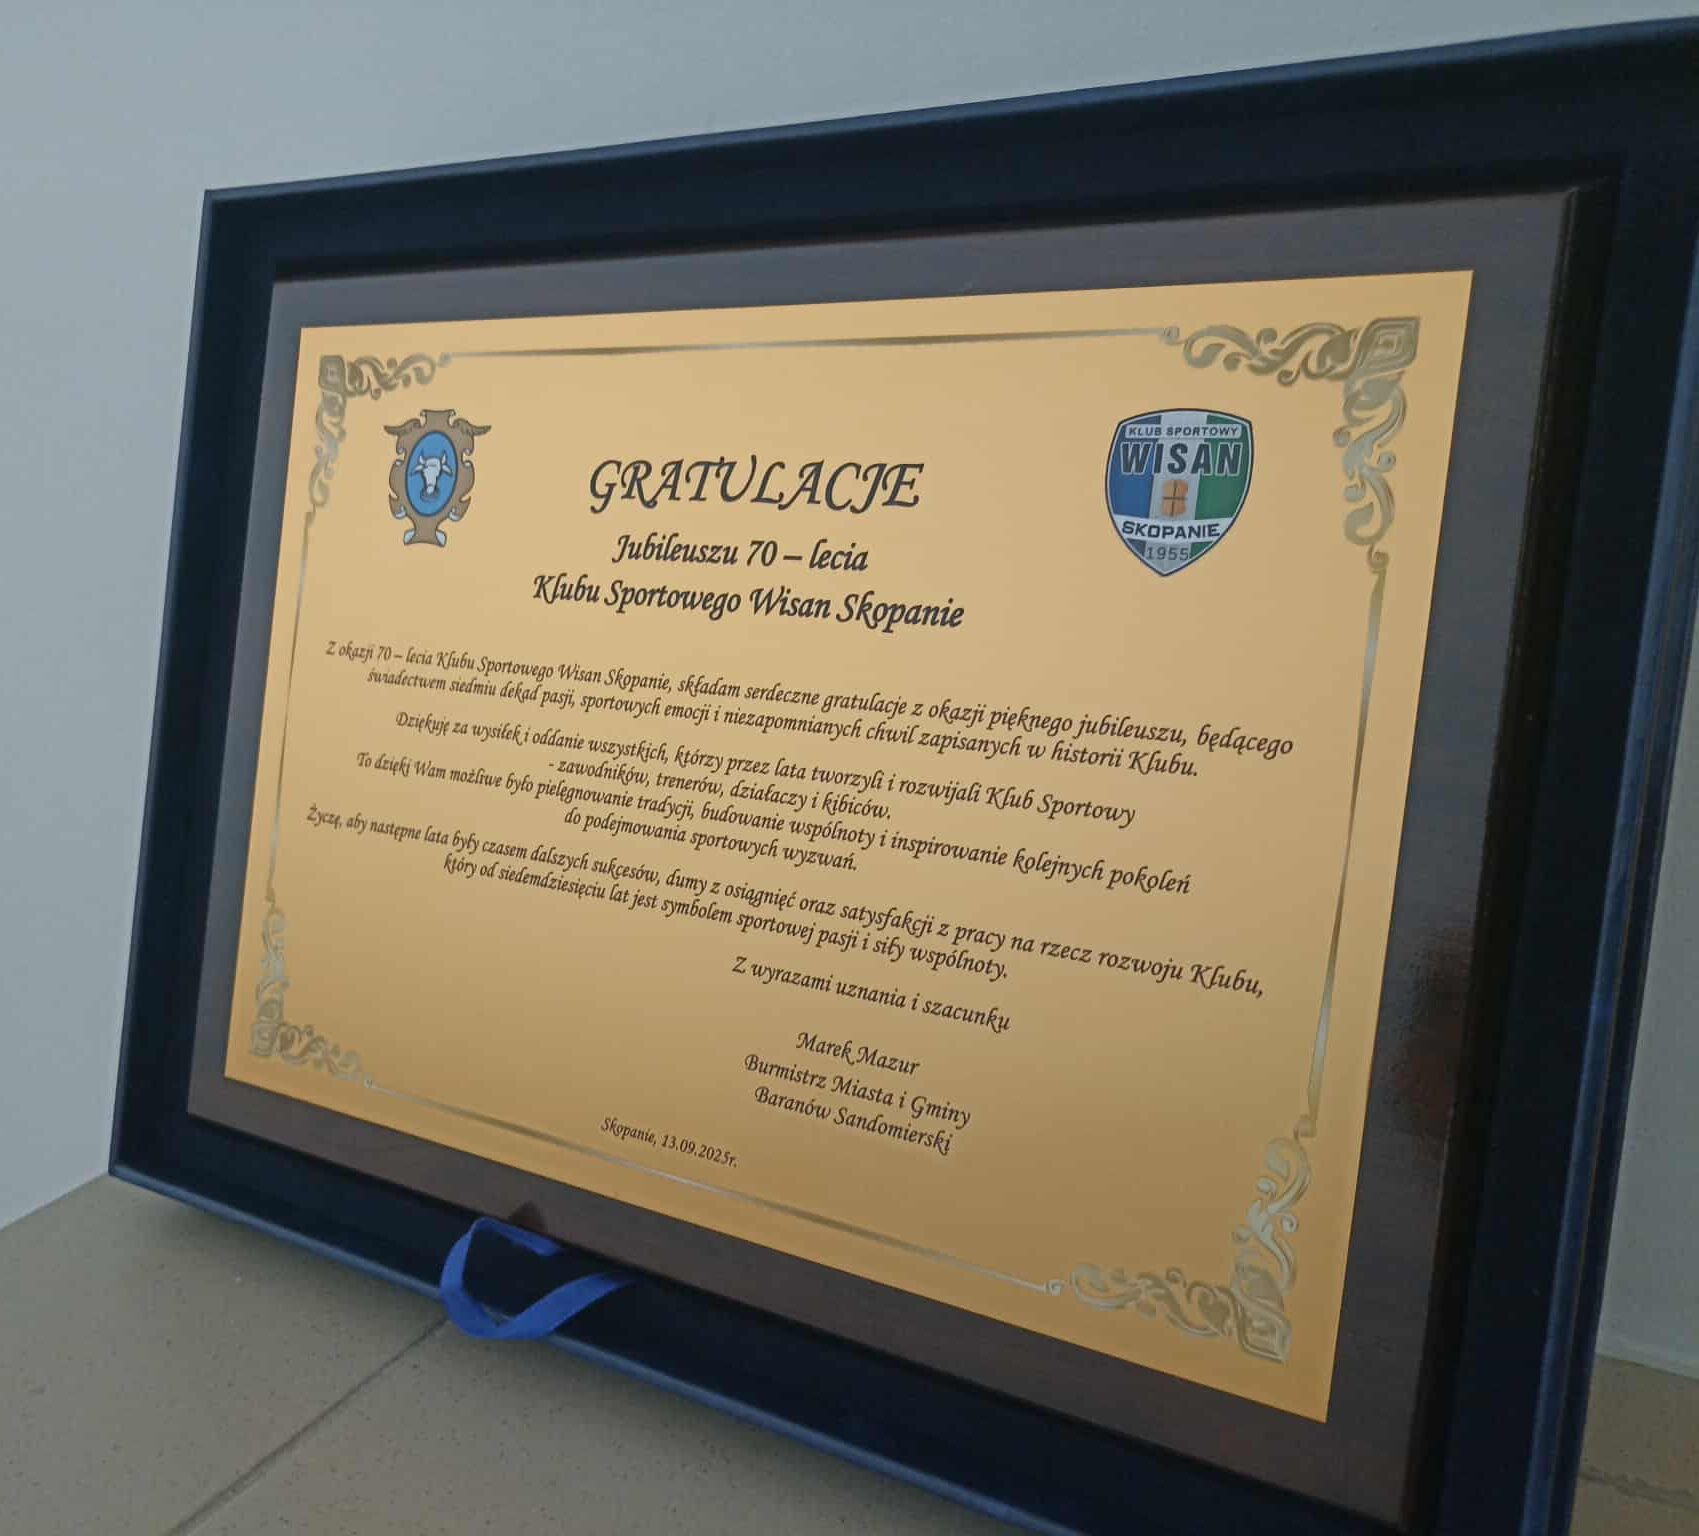 KLUB SPORTOWY
WISAN
SKOPANIE
1955
GRATULACJE
Jubileuszu 70 – lecia
Klubu Sportowego Wisan Skopanie
Z okazji 70 – lecia Klubu Sportowego Wisan Skopanie, składam serdeczne gratulacje z okazji pięknego jubileuszu, będącego
świadectwem siedmiu dekad pasji, sportowych emocji i niezapomnianych chwil zapisanych w historii Klubu.
Dziękuję za wysiłek i oddanie wszystkich, którzy przez lata tworzyli i rozwijali Klub Sportowy
- zawodników, trenerów, działaczy i kibiców.
To dzięki Wam możliwe było pielęgnowanie tradycji, budowanie wspólnoty i inspirowanie kolejnych pokoleń
do podejmowania sportowych wyzwań.
Życzę, aby następne lata były czasem dalszych sukcesów, dumy z osiągnięć oraz satysfakcji z pracy na rzecz rozwoju Klubu,
który od siedemdziesięciu lat jest symbolem sportowej pasji i siły wspólnoty.
Z wyrazami uznania i szacunku
Marek Mazur
Burmistrz Miasta i Gminy
Baranów Sandomierski
Skopanie, 13.09.2025r.